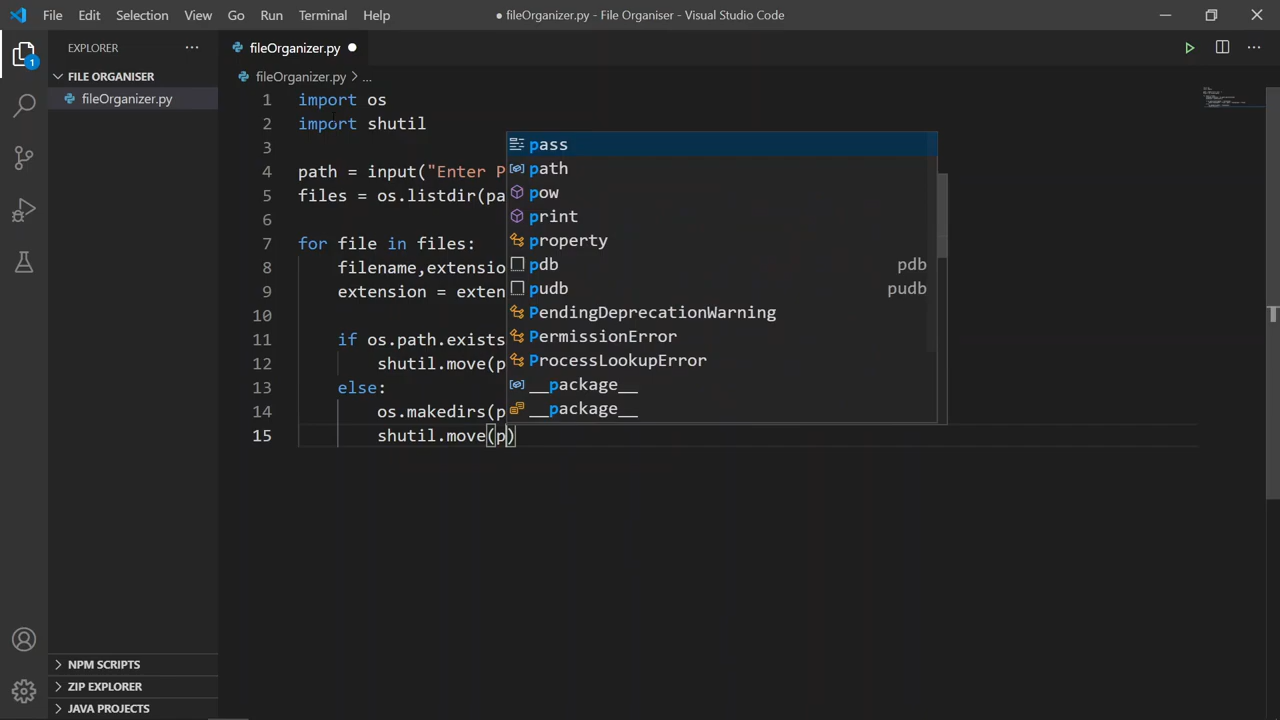 File Edit Selection View Go Run Terminal Help ● fileOrganizer.py - File Organiser - Visual Studio Code
EXPLORER ···
fileOrganizer.py
FILE ORGANISER
fileOrganizer.py > ...
fileOrganizer.py
1
1 import os
2 import shutil
3
4 path = input("Enter P
5 files = os.listdir(pa
6
7 for file in files:
8 filename,extensio
9 extension = exten
10
11 if os.path.exists
12 shutil.move(p
13 else:
14 os.makedirs(p
15 shutil.move(p)
pass
path
pow
print
property
pdb pdb
pudb pudb
PendingDeprecationWarning
PermissionError
ProcessLookupError
__package__
__package__
NPM SCRIPTS
ZIP EXPLORER
JAVA PROJECTS